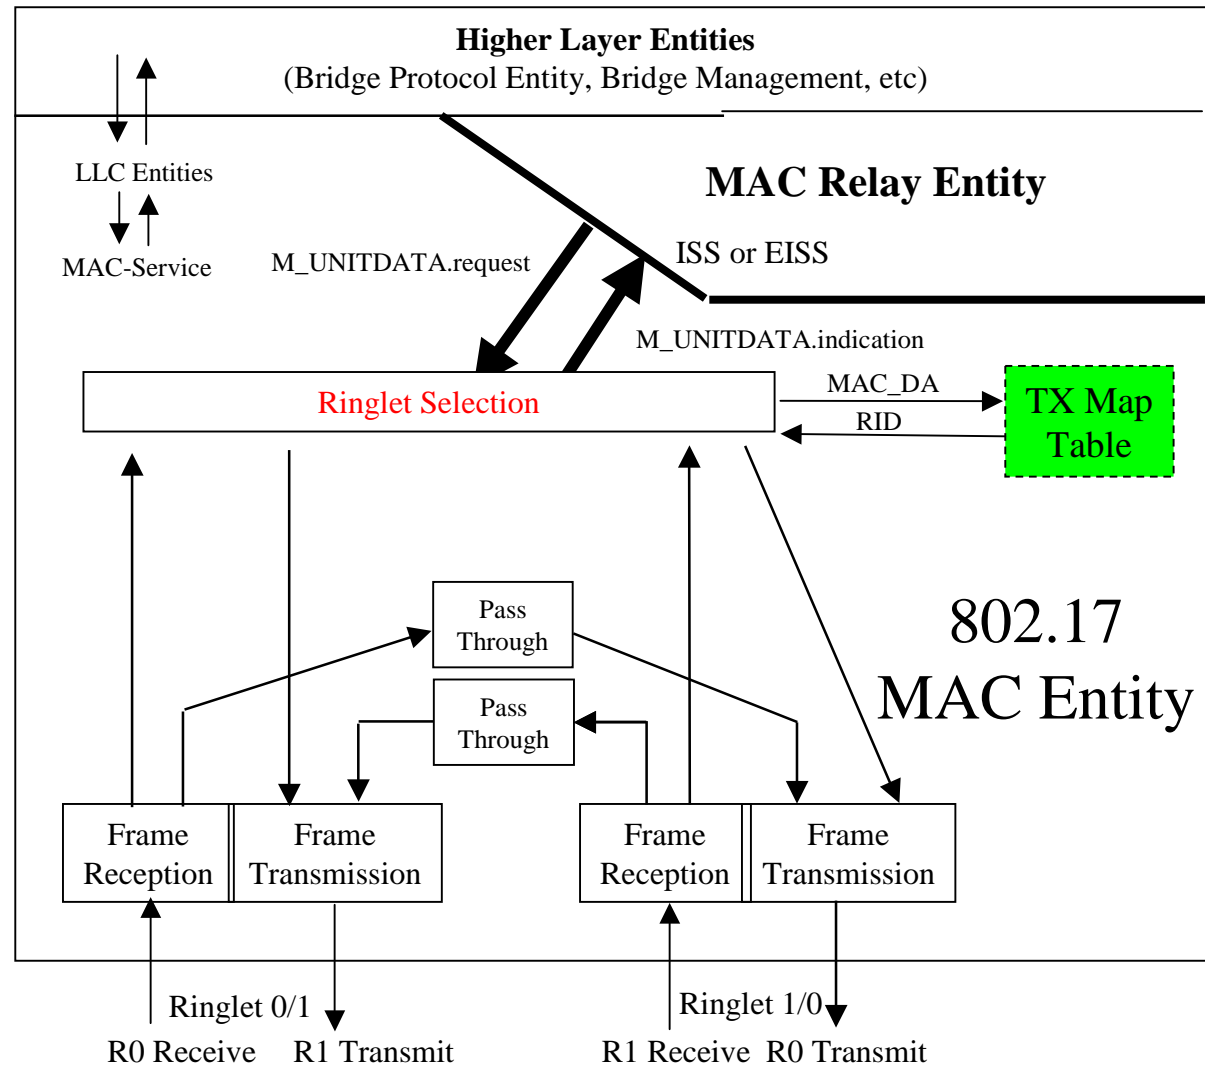 Higher Layer Entities
(Bridge Protocol Entity, Bridge Management, etc)
LLC Entities
MAC-Service
MAC Relay Entity
M_UNITDATA.request
ISS or EISS
M_UNITDATA.indication
Ringlet Selection
MAC_DA
RID
TX Map
Table
Pass
Through
Pass
Through
802.17
MAC Entity
Frame
Reception
Frame
Transmission
Frame
Reception
Frame
Transmission
Ringlet 0/1
Ringlet 1/0
R0 Receive
R1 Transmit
R1 Receive
R0 Transmit